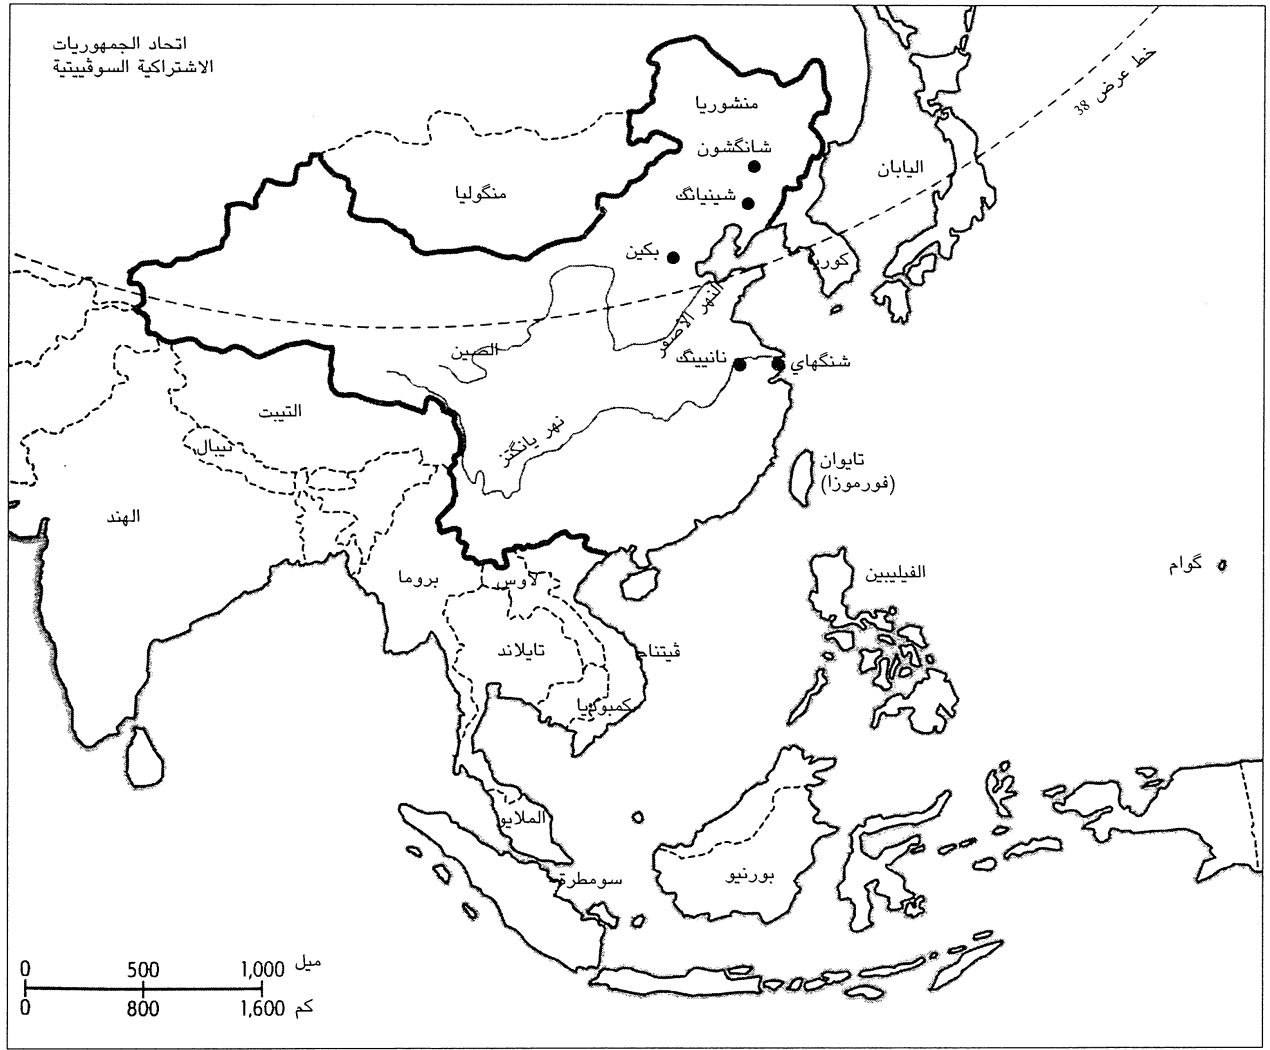 اتحاد الجمهوريات
الاشتراكية السوڤييتية
خط عرض 38
منشوريا
شانگشون
اليابان
منگوليا
شينيانگ
بكين
كوريا
النهر الأصفر
الصين
نانيينگ
شنگهاي
التيبت
نهر يانگتز
نيبال
تايوان
(فورموزا)
الهند
گوام
الفيليبين
بروما
لاوس
تايلاند
ڤيتنام
كمبوديا
الملايو
بورنيو
سومطرة
0 500 1,000 ميل
0 800 1,600 كم